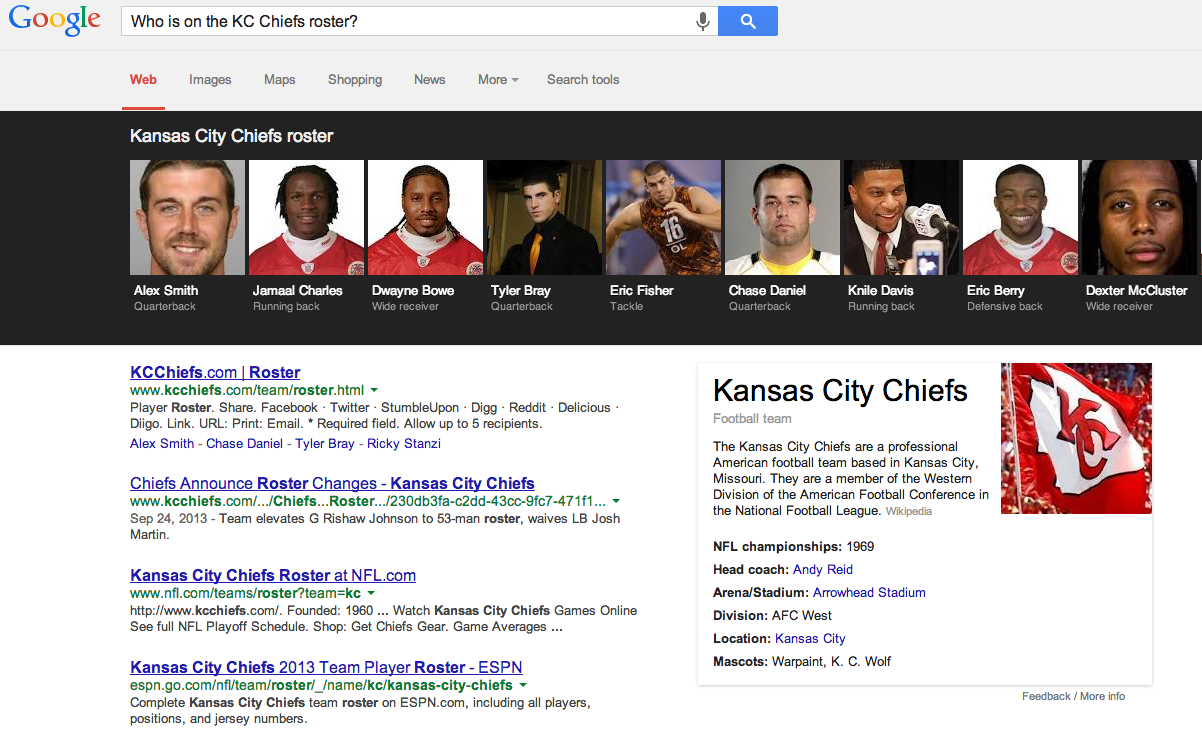 Google
Who is on the KC Chiefs roster?
Web Images Maps Shopping News More Search tools
Kansas City Chiefs roster
16
OL
Alex Smith
Quarterback
Jamaal Charles
Running back
Dwayne Bowe
Wide receiver
Tyler Bray
Quarterback
Eric Fisher
Tackle
Chase Daniel
Quarterback
Knile Davis
Running back
Eric Berry
Defensive back
Dexter McCluster
Wide receiver
KCChiefs.com | Roster
www.kcchiefs.com/team/roster.html
Player Roster. Share. Facebook · Twitter · StumbleUpon · Digg · Reddit · Delicious ·
Diigo. Link. URL: Print: Email. * Required field. Allow up to 5 recipients.
Alex Smith - Chase Daniel - Tyler Bray - Ricky Stanzi
Chiefs Announce Roster Changes - Kansas City Chiefs
www.kcchiefs.com/.../Chiefs...Roster.../230db3fa-c2dd-43cc-9fc7-471f1...
Sep 24, 2013 - Team elevates G Rishaw Johnson to 53-man roster, waives LB Josh
Martin.
Kansas City Chiefs Roster at NFL.com
www.nfl.com/teams/roster?team=kc
http://www.kcchiefs.com/. Founded: 1960 ... Watch Kansas City Chiefs Games Online
See full NFL Playoff Schedule. Shop: Get Chiefs Gear. Game Averages ...
Kansas City Chiefs 2013 Team Player Roster - ESPN
espn.go.com/nfl/team/roster/_/name/kc/kansas-city-chiefs
Complete Kansas City Chiefs team roster on ESPN.com, including all players,
positions, and jersey numbers.
Kansas City Chiefs
Football team
The Kansas City Chiefs are a professional
American football team based in Kansas City,
Missouri. They are a member of the Western
Division of the American Football Conference in
the National Football League. Wikipedia
KC
NFL championships: 1969
Head coach: Andy Reid
Arena/Stadium: Arrowhead Stadium
Division: AFC West
Location: Kansas City
Mascots: Warpaint, K. C. Wolf
Feedback / More info